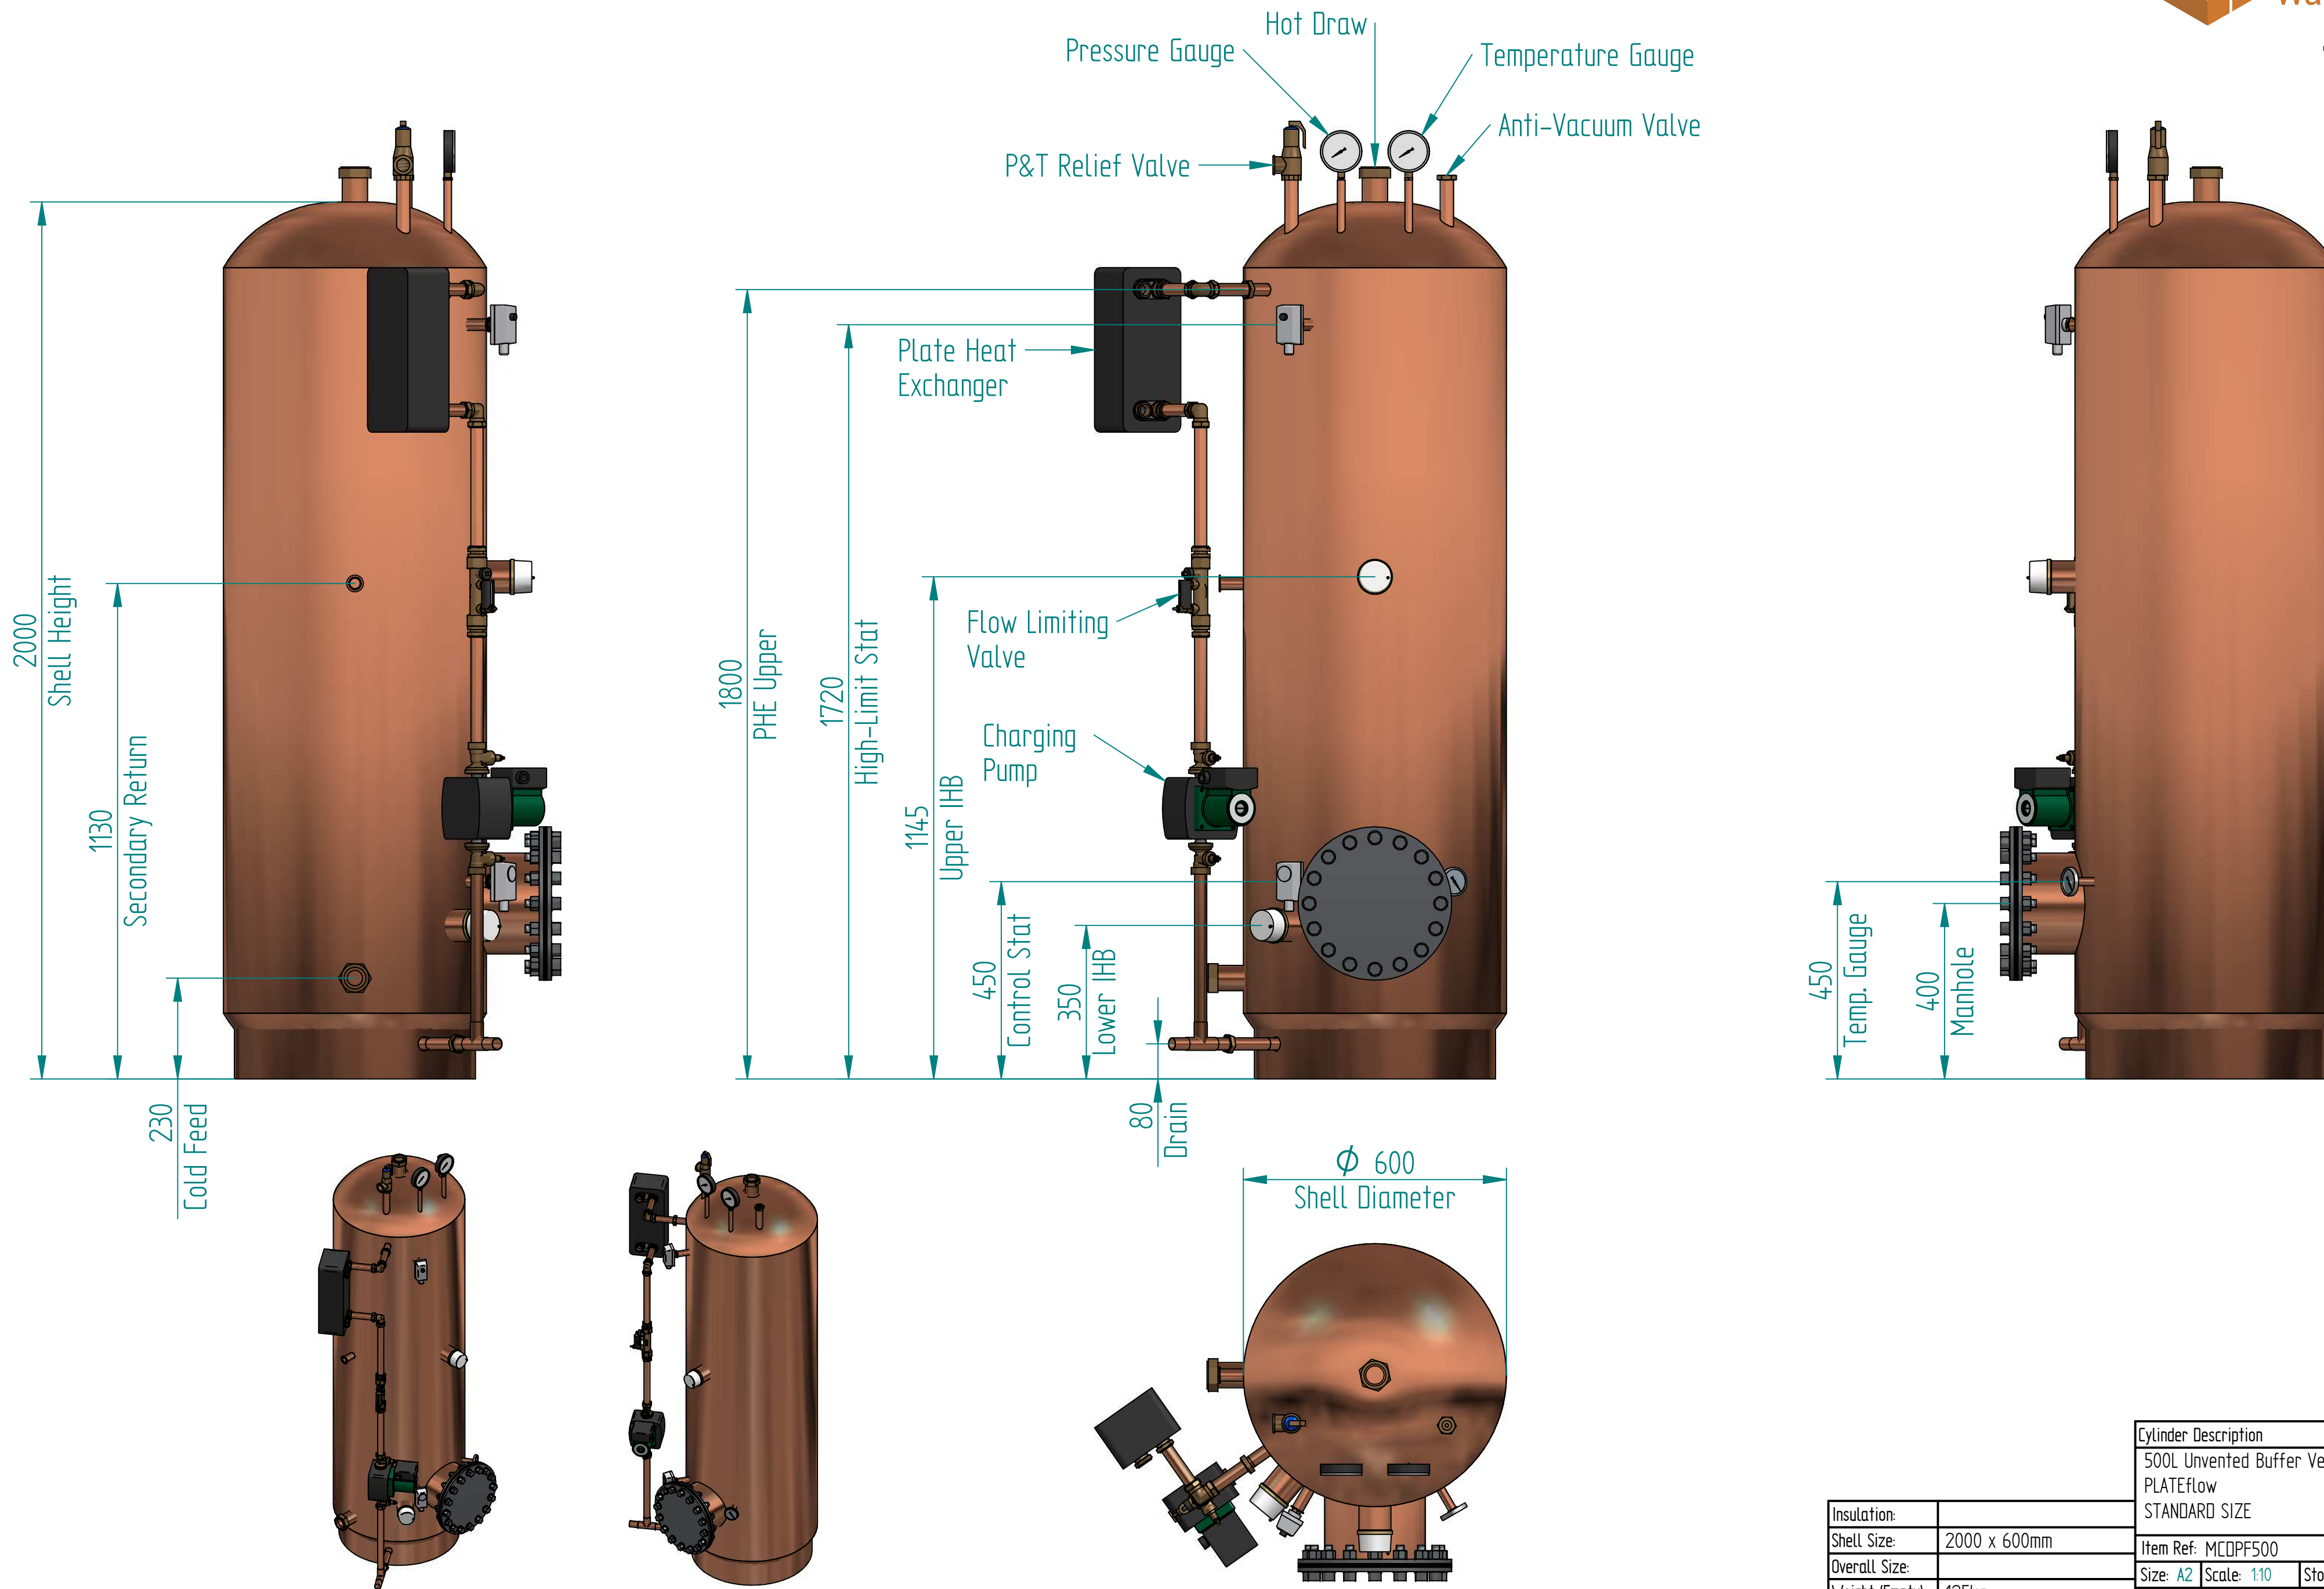 Hot Draw
Pressure Gauge
Temperature Gauge
Anti-Vacuum Valve
P&T Relief Valve
Plate Heat
Exchanger
Flow Limiting
Valve
Charging
Pump
2000
Shell Height
1130
Secondary Return
230
Cold Feed
1800
PHE Upper
1720
High-Limit Stat
1145
Upper IHB
450
Control Stat
350
Lower IHB
80
Drain
450
Temp. Gauge
400
Manhole
Φ 600
Shell Diameter
Cylinder Description
500L Unvented Buffer
PLATEflow
STANDARD SIZE
Item Ref: MCDPF500
Size: A2 Scale: 1:10
Insulation:
Shell Size: 2000 x 600mm
Overall Size: